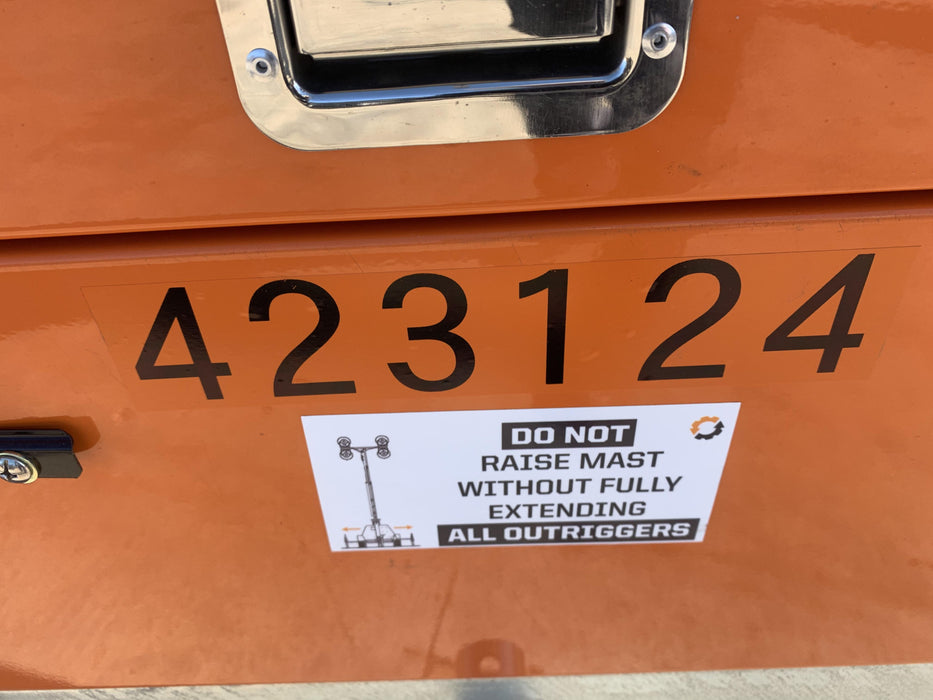 423124
DO NOT
RAISE MAST
WITHOUT FULLY
EXTENDING
ALL OUTRIGGERS